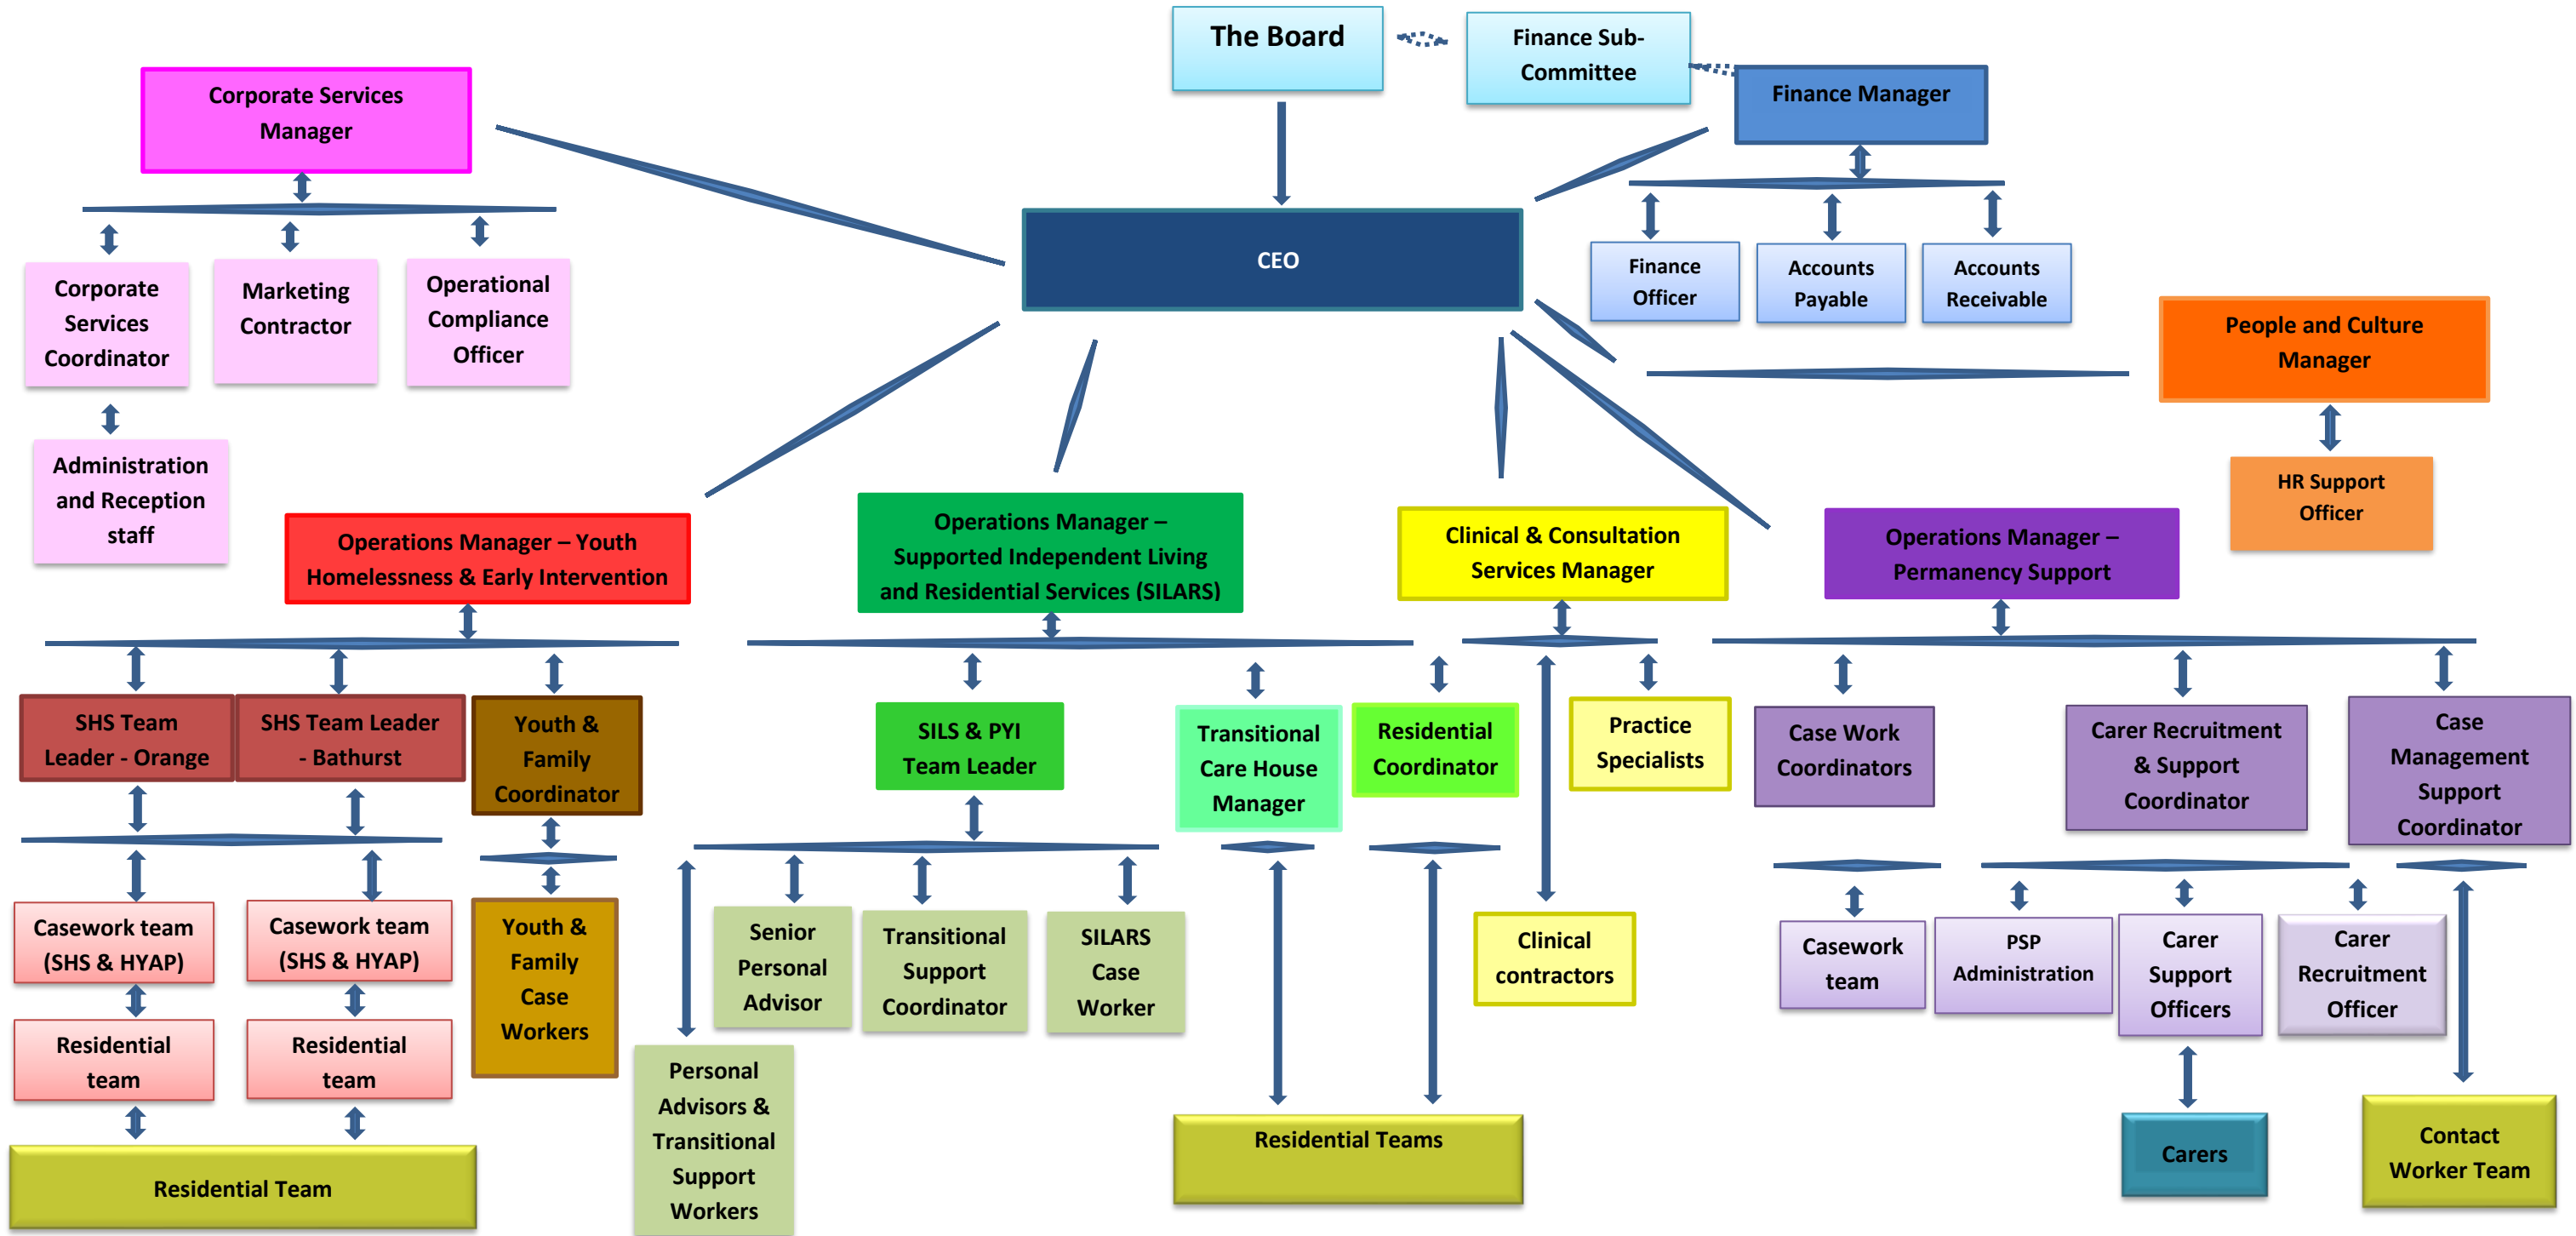 The Board
Finance Sub-
Committee
Finance Manager
Corporate Services
Manager
CEO
Finance
Officer
Accounts
Payable
Accounts
Receivable
Corporate
Services
Coordinator
Marketing
Contractor
Operational
Compliance
Officer
People and Culture
Manager
Administration
and Reception
staff
HR Support
Officer
Operations Manager – Youth
Homelessness & Early Intervention
Operations Manager –
Supported Independent Living
and Residential Services (SILARS)
Clinical & Consultation
Services Manager
Operations Manager –
Permanency Support
SHS Team
Leader - Orange
SHS Team Leader
- Bathurst
Youth &
Family
Coordinator
SILS & PYI
Team Leader
Transitional
Care House
Manager
Residential
Coordinator
Practice
Specialists
Case Work
Coordinators
Carer Recruitment
& Support
Coordinator
Case
Management
Support
Coordinator
Casework team
(SHS & HYAP)
Casework team
(SHS & HYAP)
Youth &
Family
Case
Workers
Senior
Personal
Advisor
Transitional
Support
Coordinator
SILARS
Case
Worker
Clinical
contractors
Casework
team
PSP
Administration
Carer
Support
Officers
Carer
Recruitment
Officer
Residential
team
Residential
team
Personal
Advisors &
Transitional
Support
Workers
Residential Teams
Carers
Contact
Worker Team
Residential Team